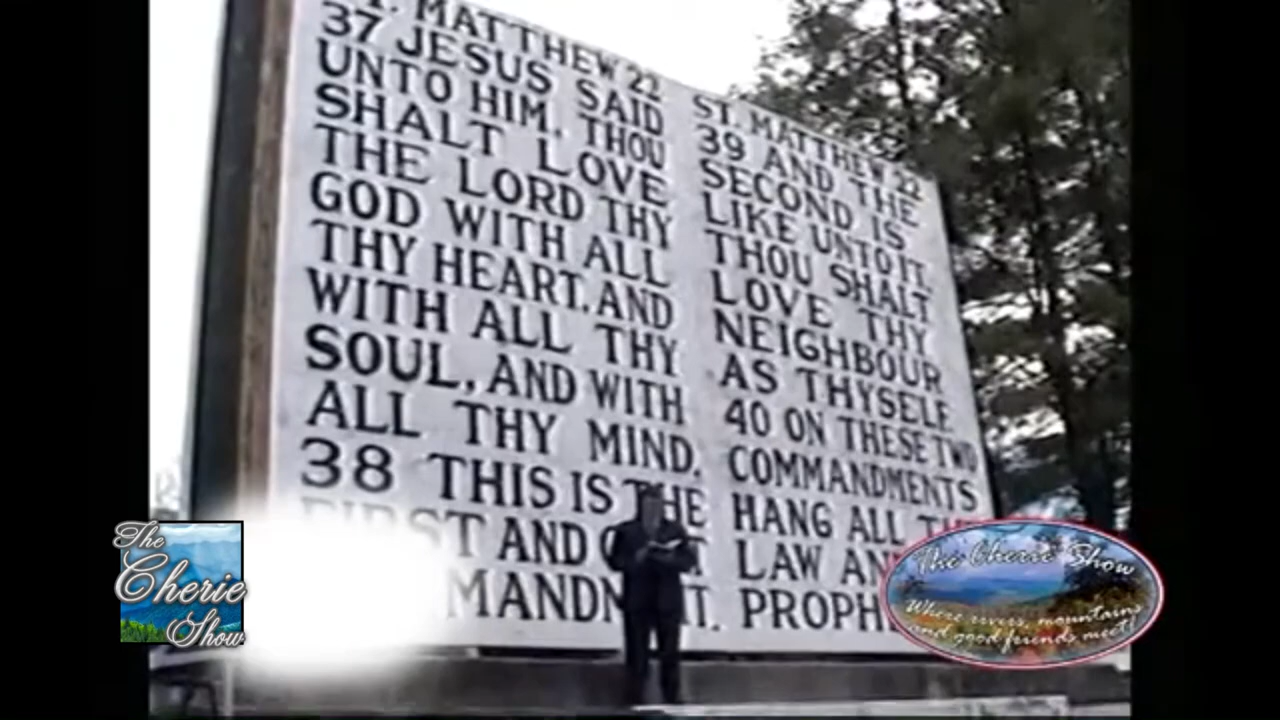 ST. MATTHEW 22
37 JESUS SAID
UNTO HIM, THOU
SHALT LOVE
THE LORD THY
GOD WITH ALL
THY HEART, AND
WITH ALL THY
SOUL, AND WITH
ALL THY MIND.
38 THIS IS THE
FIRST AND
ST. MATTHEW 22
39 AND THE
SECOND IS
LIKE UNTO IT,
THOU SHALT
LOVE THY
NEIGHBOUR
AS THYSELF
40 ON THESE TWO
COMMANDMENTS
HANG ALL
LAW
The
Cherie
Show
The Cherie Show
Where rivers, mountains
and good friends meet!